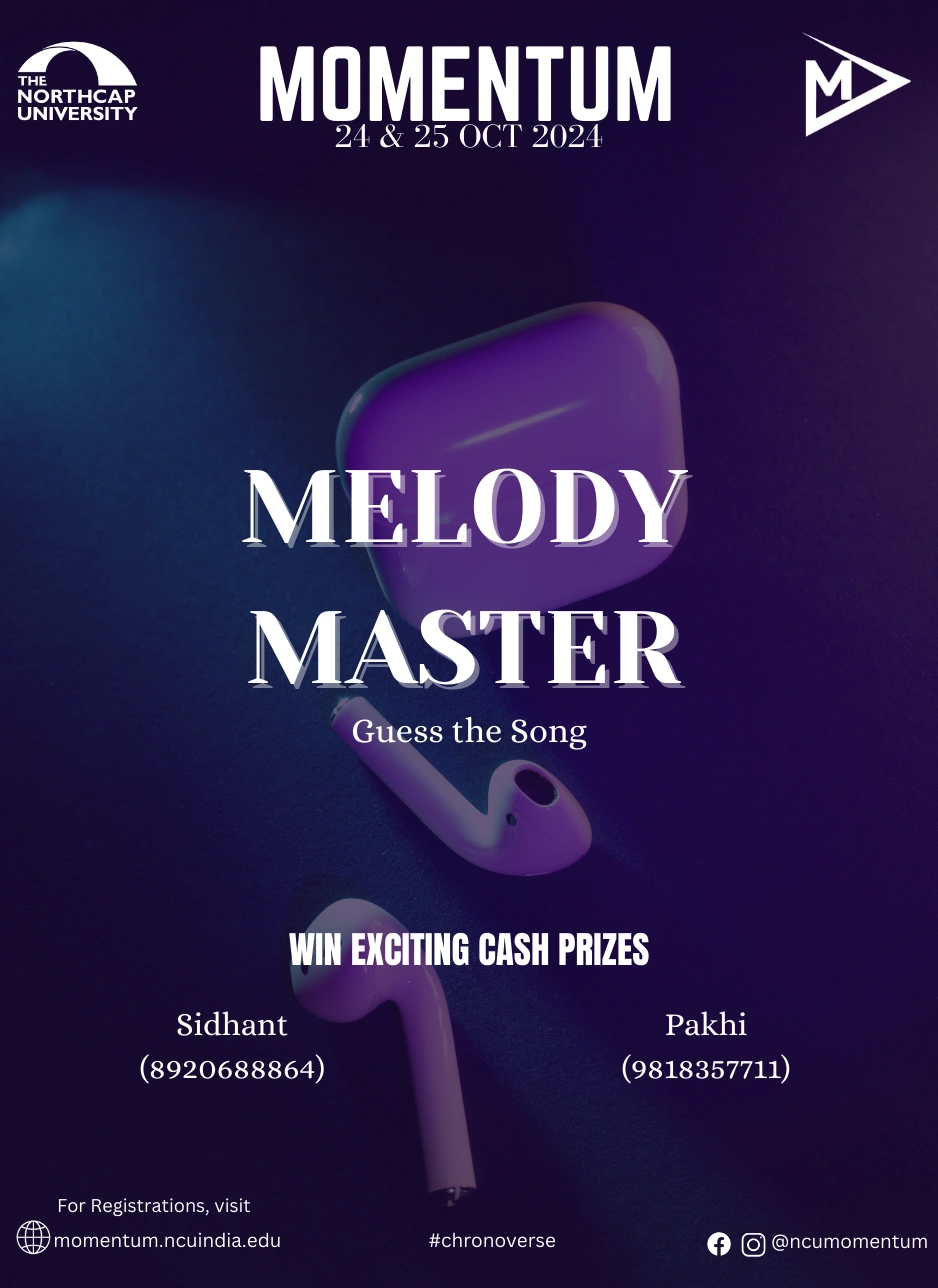 THE
NORTHCAP
UNIVERSITY
MOMENTUM
24 & 25 OCT 2024
M
MELODY
MASTER
Guess the Song
WIN EXCITING CASH PRIZES
Sidhant
(8920688864)
Pakhi
(9818357711)
For Registrations, visit
momentum.ncuindia.edu
#chronoverse
@ncumomentum